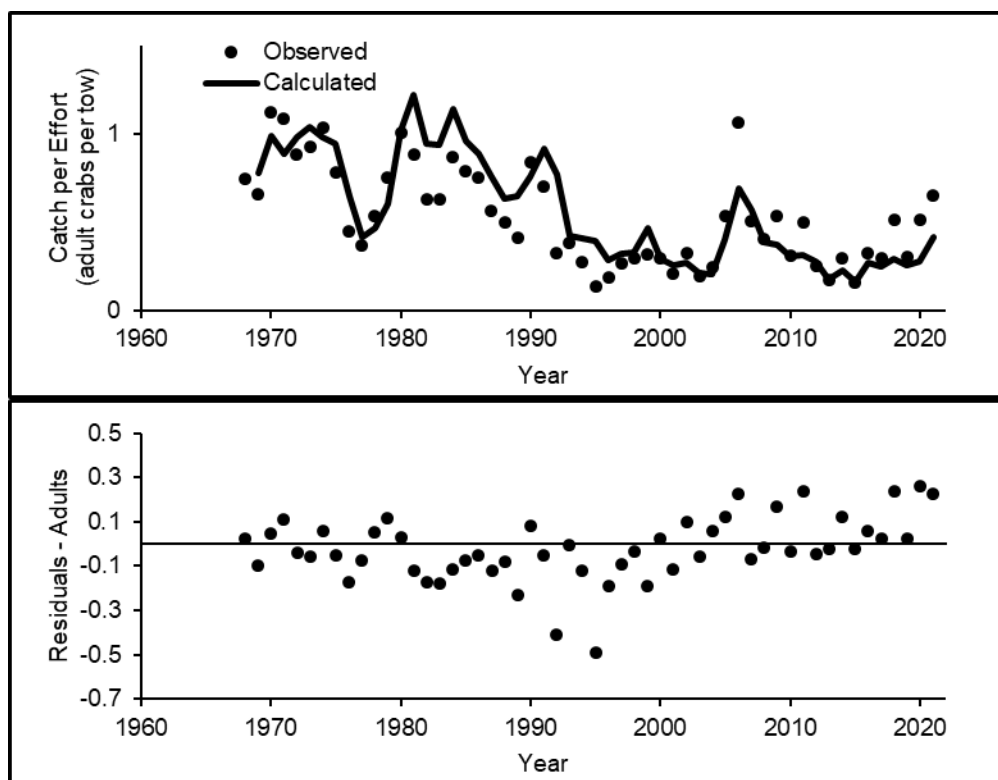 Observed
Calculated
Catch per Effort
(adult crabs per tow)
1
0
1960 1970 1980 1990 2000 2010 2020
Year
Residuals - Adults
0.5
0.3
0.1
-0.1
-0.3
-0.5
-0.7
1960 1970 1980 1990 2000 2010 2020
Year